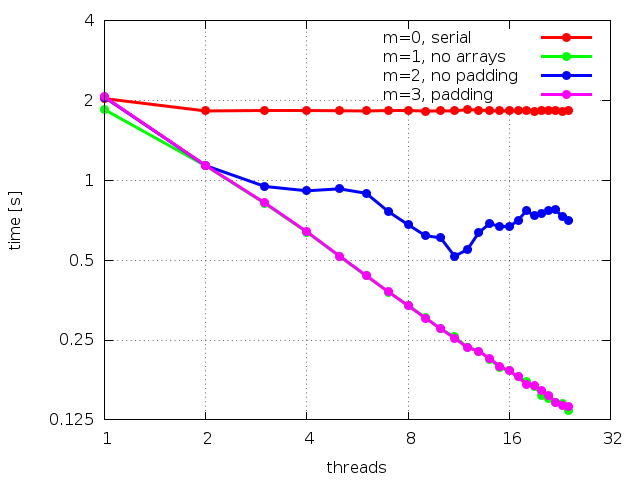 4
2
1
0.5
0.25
0.125
time [s]
m=0, serial
m=1, no arrays
m=2, no padding
m=3, padding
1
2
4
8
16
32
threads